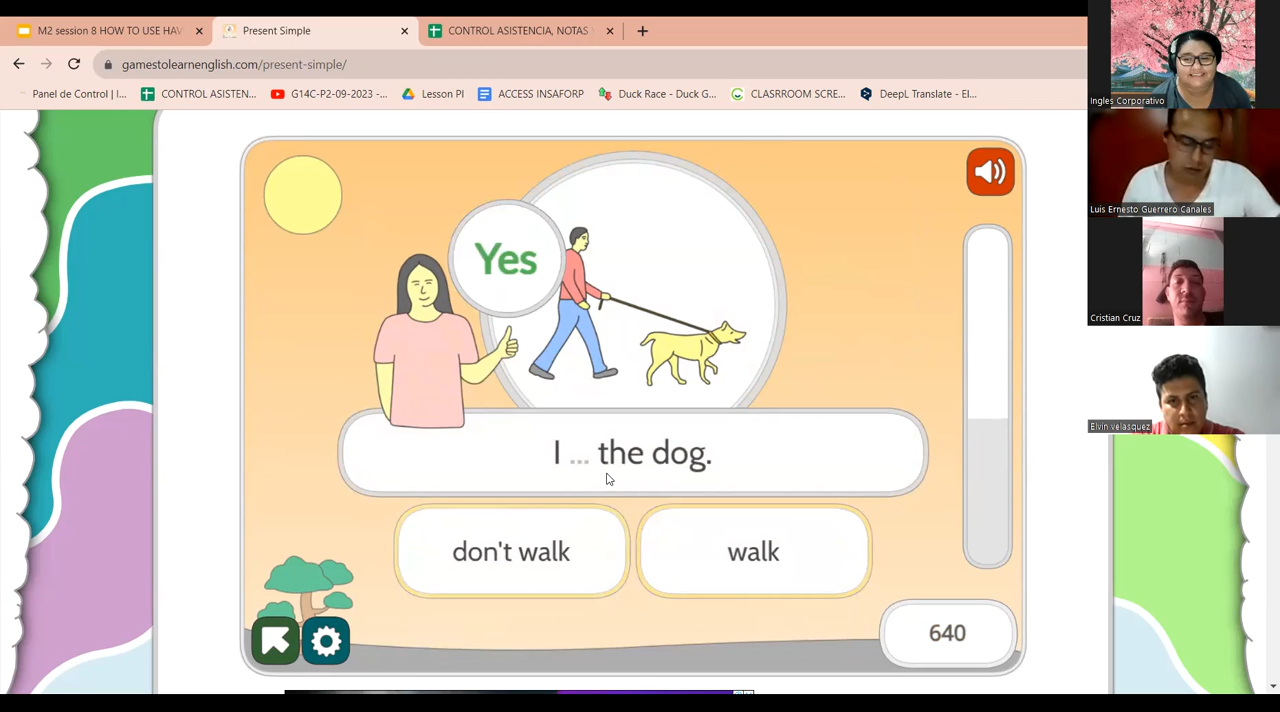 M2 session 8 HOW TO USE HAV
Present Simple
CONTROL ASISTENCIA, NOTAS
gamestolearnenglish.com/present-simple/
Panel de Control | I...
CONTROL ASISTEN...
G14C-P2-09-2023 -...
Lesson Pl
ACCESS INSAFORP
Duck Race - Duck G...
CLASRROOM SCRE...
DeepL Translate - El...
Ingles Corporativo
Luis Ernesto Guerrero Canales
Cristian Cruz
Elvin velasquez
Yes
I ... the dog.
don't walk
walk
640